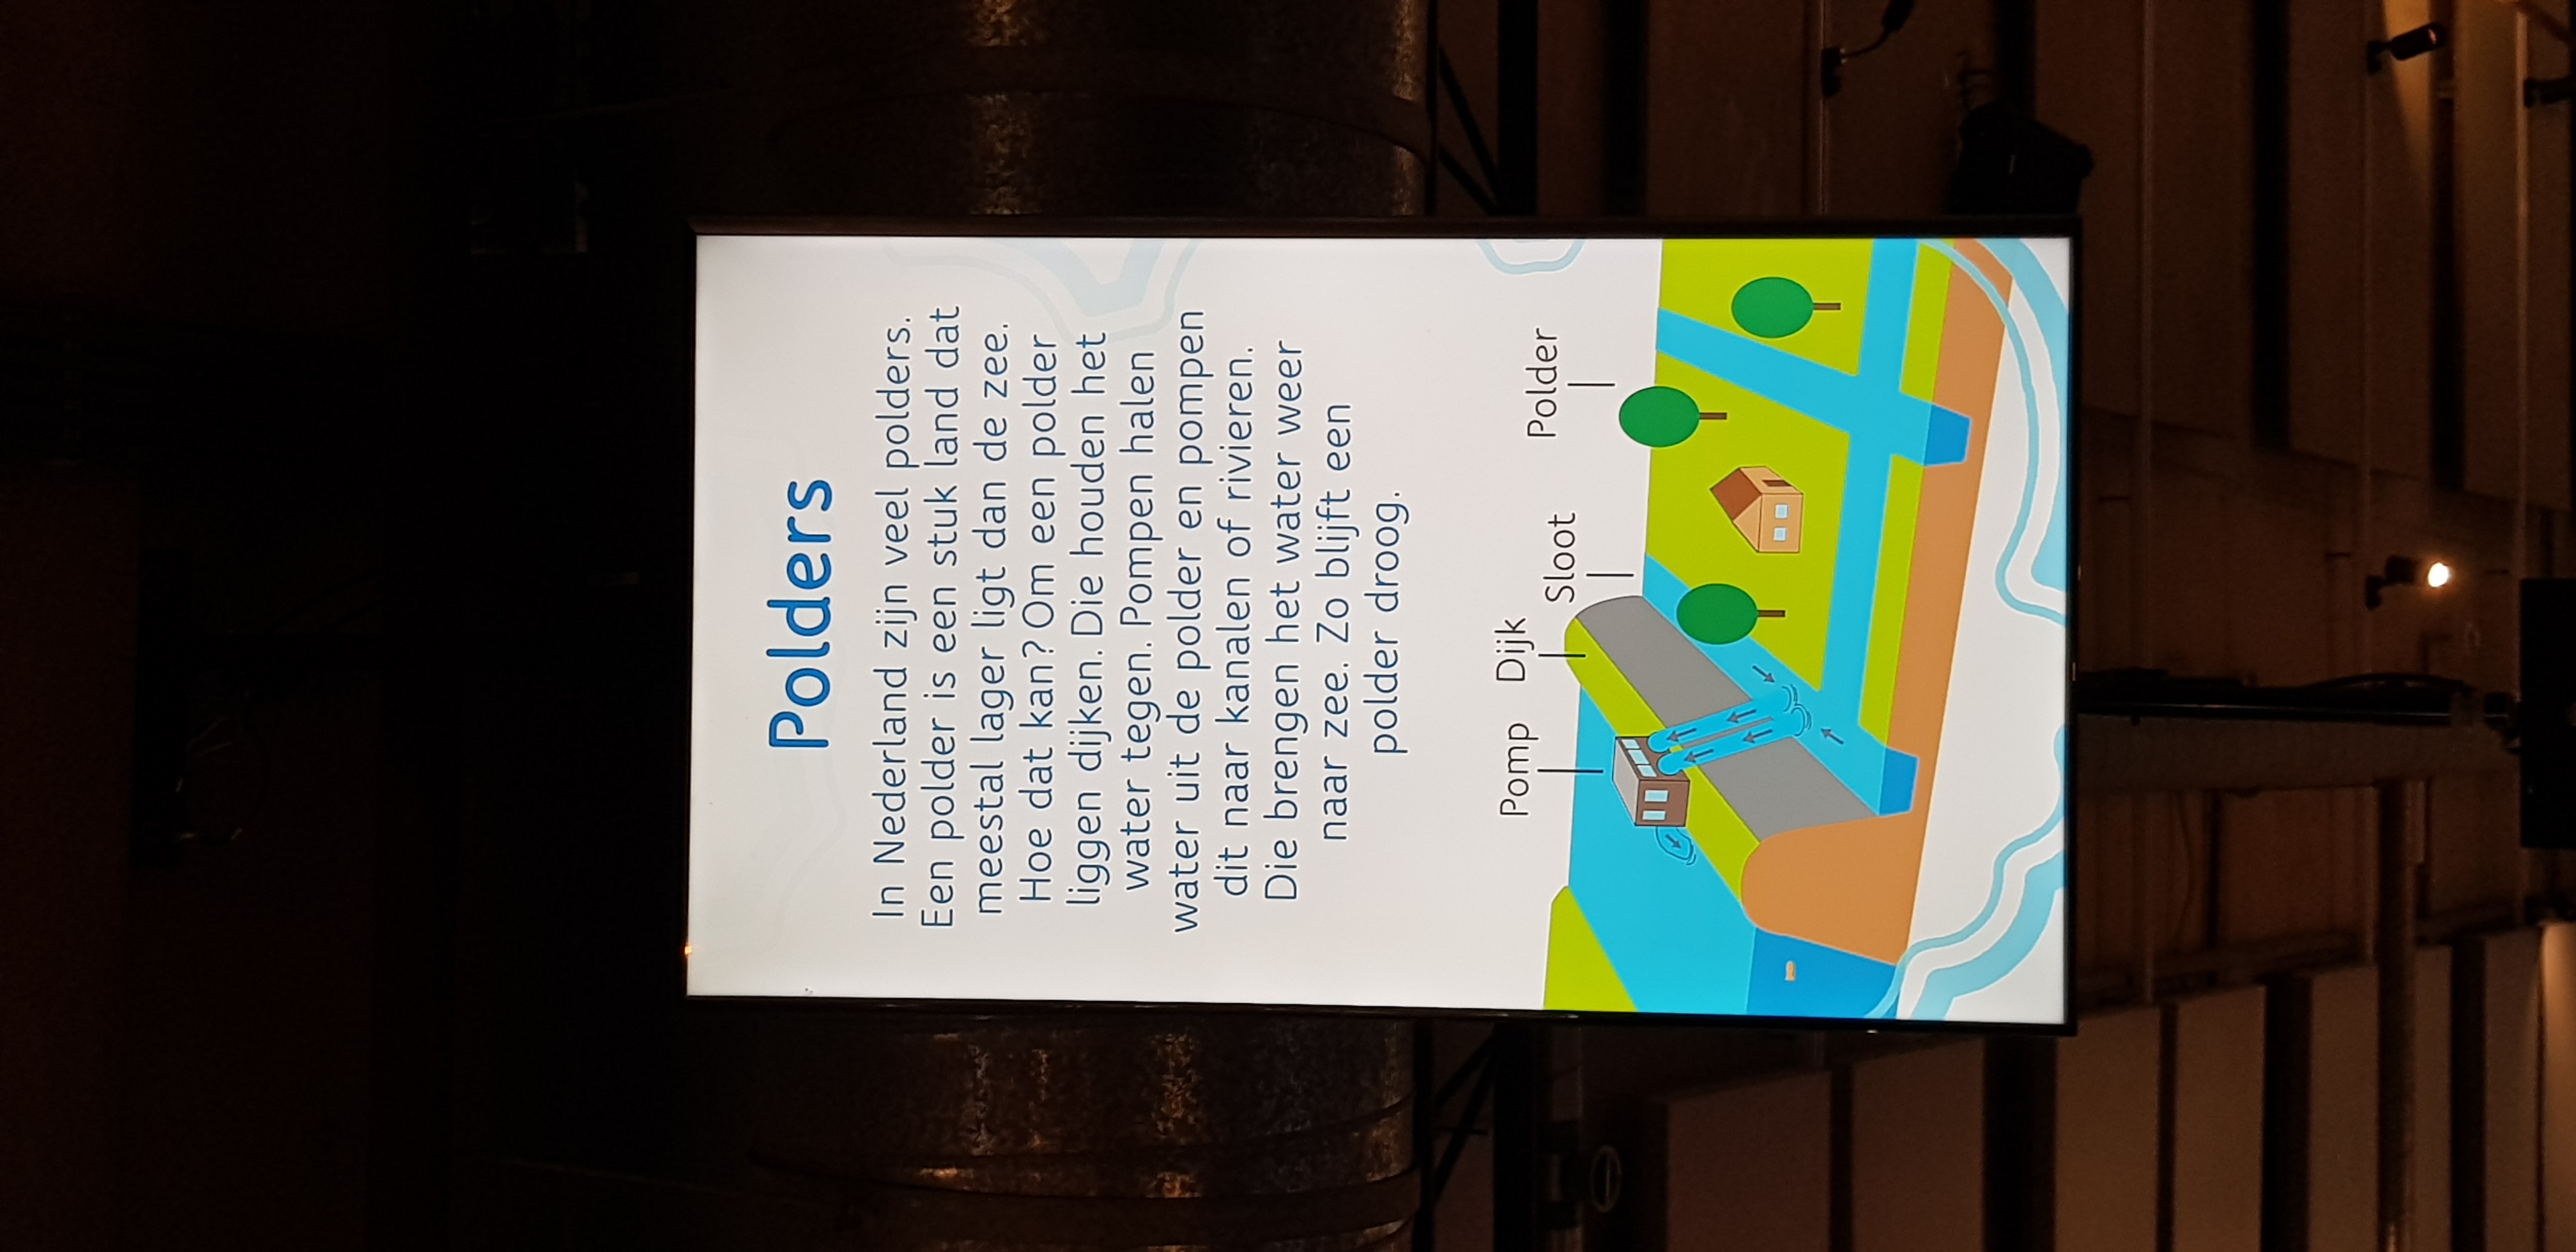 Polders
In Nederland zijn veel polders.
Een polder is een stuk land dat
meestal lager ligt dan de zee.
Hoe dat kan? Om een polder
liggen dijken. Die houden het
water tegen. Pompen halen
water uit de polder en pompen
dit naar kanalen of rivieren.
Die brengen het water weer
naar zee. Zo blijft een
polder droog.
Pomp
Dijk
Sloot
Polder